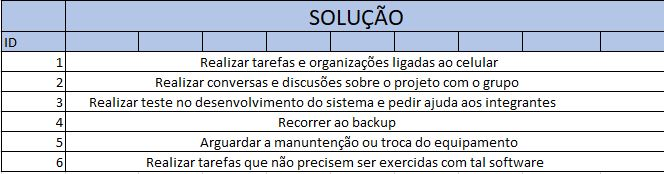 SOLUÇÃO
ID
1 Realizar tarefas e organizações ligadas ao celular
2 Realizar conversas e discusões sobre o projeto com o grupo
3 Realizar teste no desenvolvimento do sistema e pedir ajuda aos integrantes
4 Recorrer ao backup
5 Arguardar a manuntenção ou troca do equipamento
6 Realizar tarefas que não precisem ser exercidas com tal software